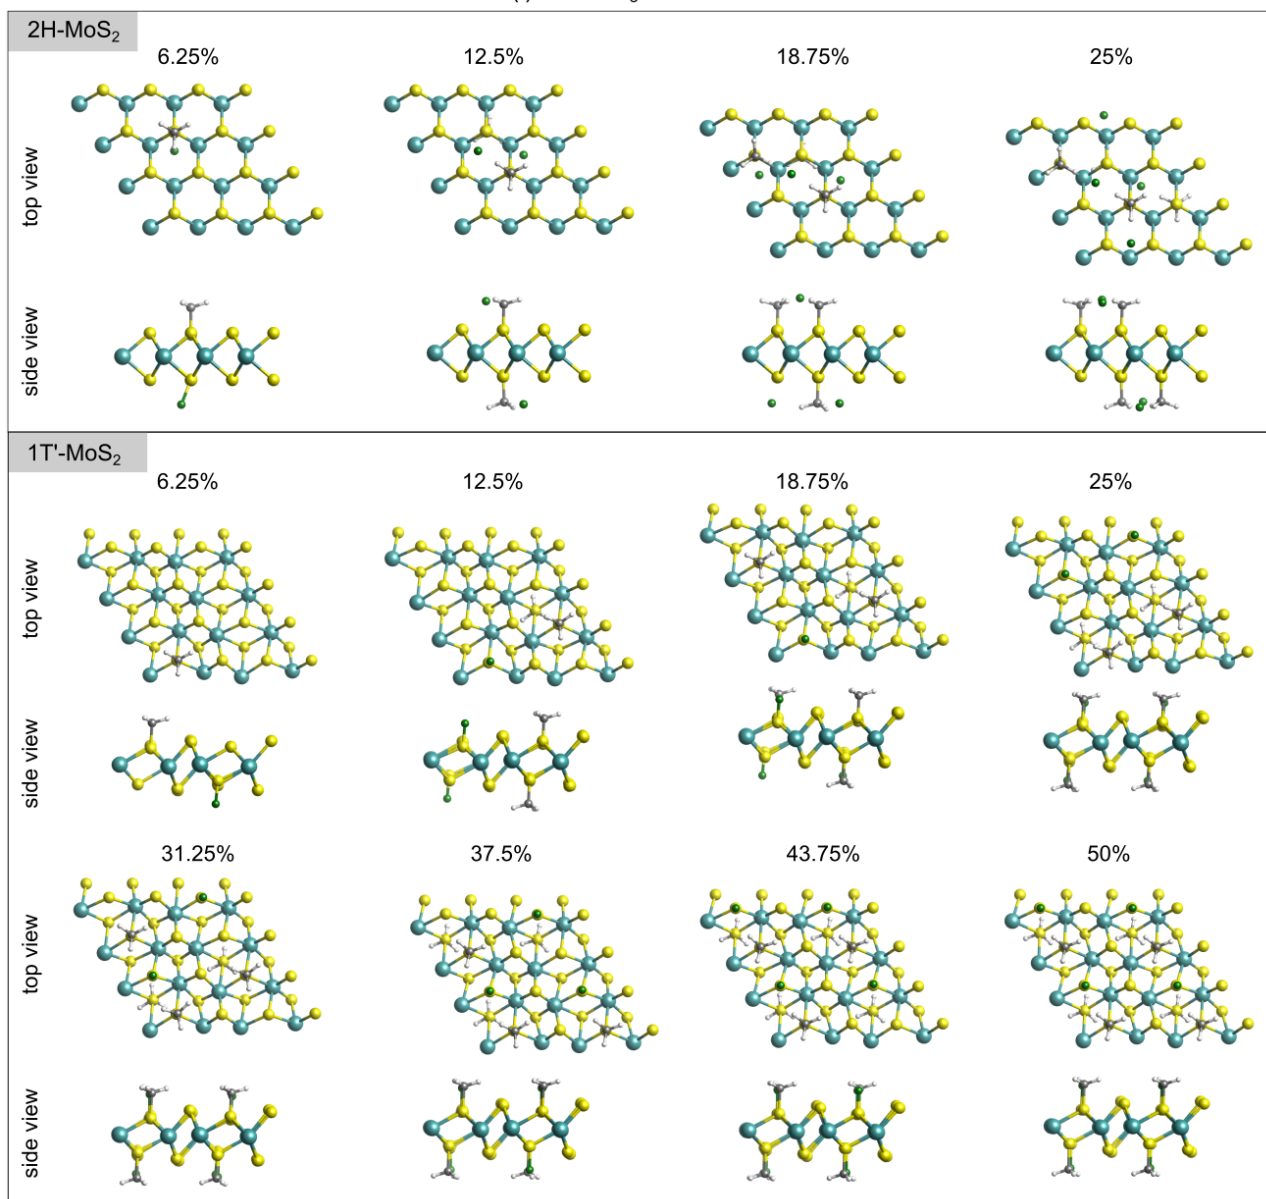 2H-MoS₂
6.25% 12.5% 18.75% 25%
top view
side view
1T'-MoS₂
6.25% 12.5% 18.75% 25%
top view
side view
31.25% 37.5% 43.75% 50%
top view
side view